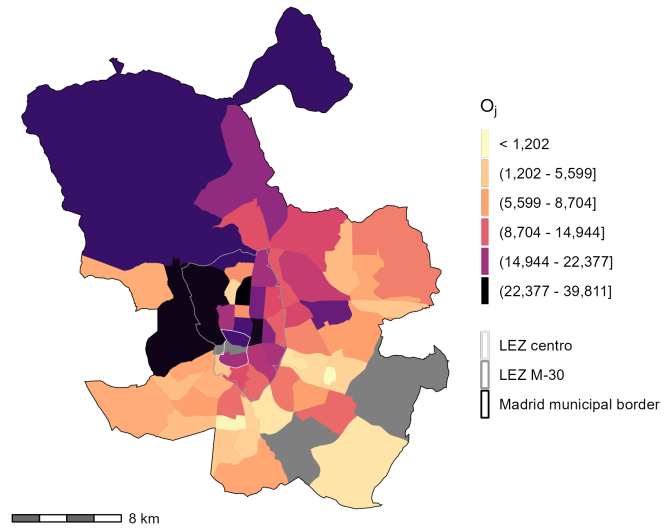 Oj
< 1,202
(1,202 - 5,599]
(5,599 - 8,704]
(8,704 - 14,944]
(14,944 - 22,377]
(22,377 - 39,811]
LEZ centro
LEZ M-30
Madrid municipal border
8 km